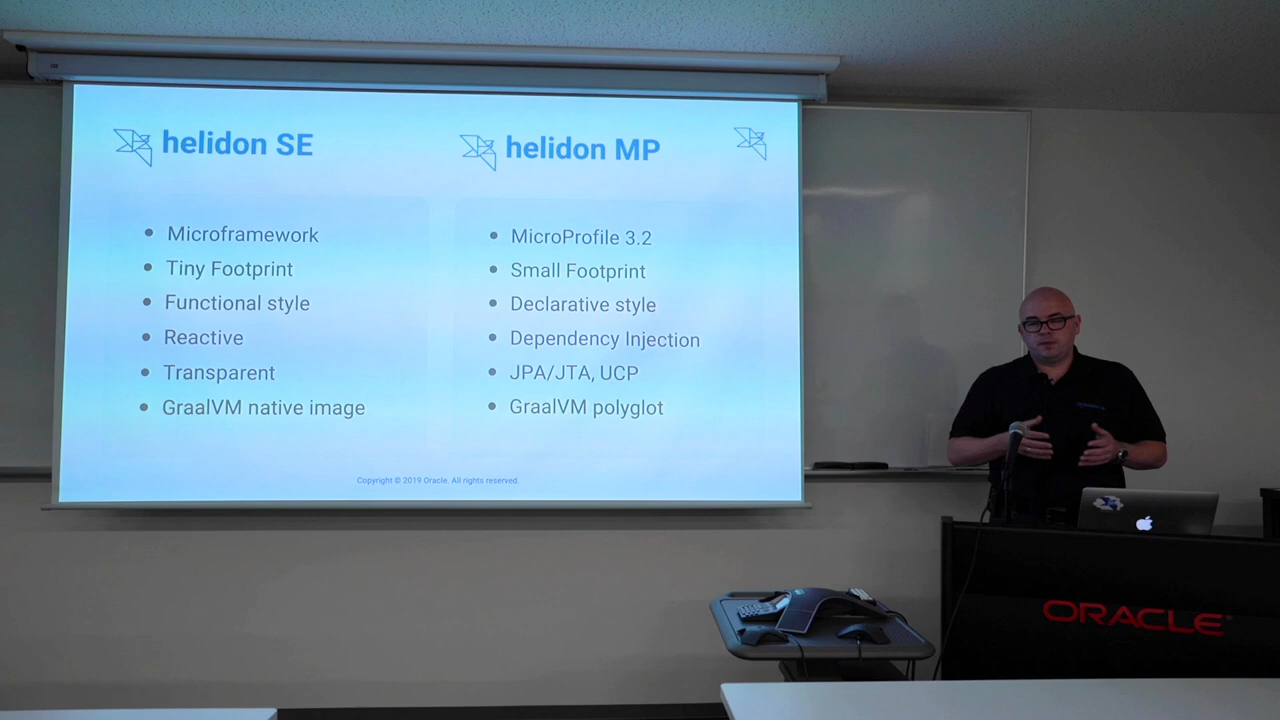 helidon SE
Microframework
Tiny Footprint
Functional style
Reactive
Transparent
GraalVM native image
helidon MP
MicroProfile 3.2
Small Footprint
Declarative style
Dependency Injection
JPA/JTA, UCP
GraalVM polyglot
Copyright © 2019 Oracle. All rights reserved.
ORACLE